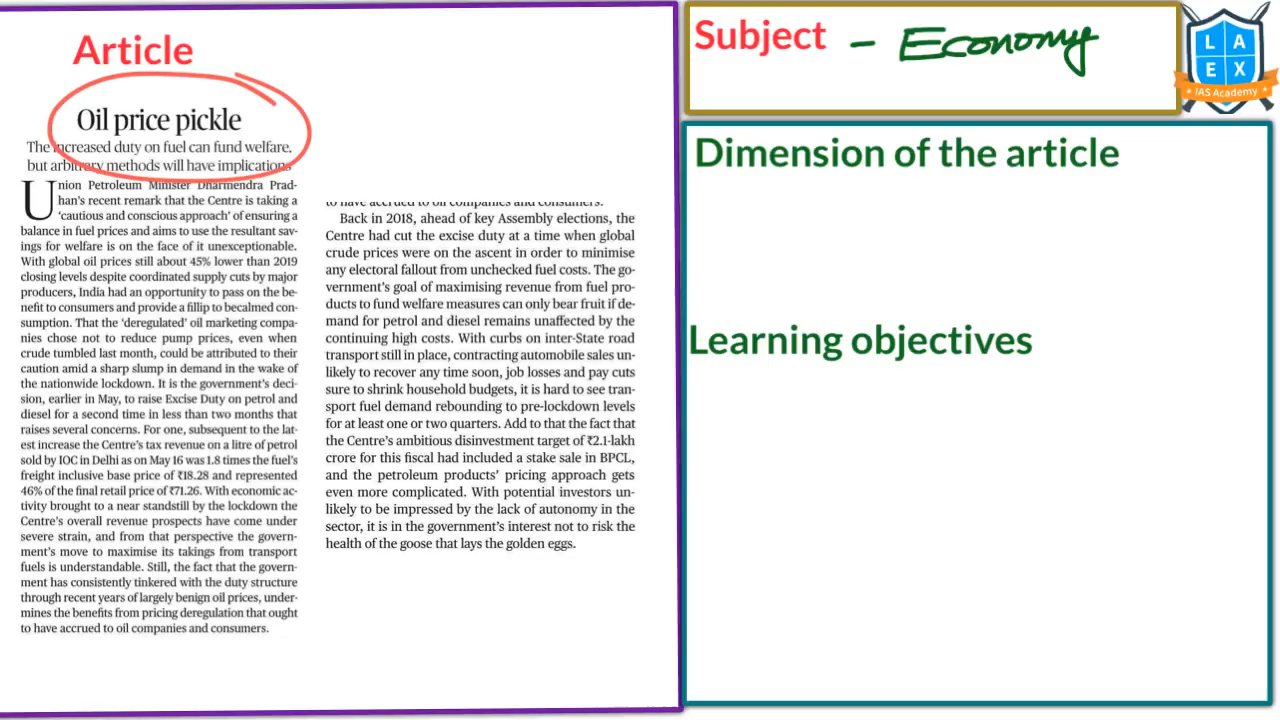 Article
Oil price pickle
The increased duty on fuel can fund welfare,
but arbitrary methods will have implications
Union Petroleum Minister Dharmendra Prad-
han's recent remark that the Centre is taking a
'cautious and conscious approach' of ensuring a
balance in fuel prices and aims to use the resultant sav-
ings for welfare is on the face of it unexceptionable.
With global oil prices still about 45% lower than 2019
closing levels despite coordinated supply cuts by major
producers, India had an opportunity to pass on the be-
nefit to consumers and provide a fillip to becalmed con-
sumption. That the 'deregulated' oil marketing compa-
nies chose not to reduce pump prices, even when
crude tumbled last month, could be attributed to their
caution amid a sharp slump in demand in the wake of
the nationwide lockdown. It is the government's deci-
sion, earlier in May, to raise Excise Duty on petrol and
diesel for a second time in less than two months that
raises several concerns. For one, subsequent to the lat-
est increase the Centre's tax revenue on a litre of petrol
sold by IOC in Delhi as on May 16 was 1.8 times the fuel's
freight inclusive base price of ₹18.28 and represented
46% of the final retail price of ₹71.26. With economic ac-
tivity brought to a near standstill by the lockdown the
Centre's overall revenue prospects have come under
severe strain, and from that perspective the govern-
ment's move to maximise its takings from transport
fuels is understandable. Still, the fact that the govern-
ment has consistently tinkered with the duty structure
through recent years of largely benign oil prices, under-
mines the benefits from pricing deregulation that ought
to have accrued to oil companies and consumers.
to have accrued to oil companies and consumers.
Back in 2018, ahead of key Assembly elections, the
Centre had cut the excise duty at a time when global
crude prices were on the ascent in order to minimise
any electoral fallout from unchecked fuel costs. The go-
vernment's goal of maximising revenue from fuel pro-
ducts to fund welfare measures can only bear fruit if de-
mand for petrol and diesel remains unaffected by the
continuing high costs. With curbs on inter-State road
transport still in place, contracting automobile sales un-
likely to recover any time soon, job losses and pay cuts
sure to shrink household budgets, it is hard to see tran-
sport fuel demand rebounding to pre-lockdown levels
for at least one or two quarters. Add to that the fact that
the Centre's ambitious disinvestment target of ₹2.1-lakh
crore for this fiscal had included a stake sale in BPCL,
and the petroleum products' pricing approach gets
even more complicated. With potential investors un-
likely to be impressed by the lack of autonomy in the
sector, it is in the government's interest not to risk the
health of the goose that lays the golden eggs.
Subject - Economy
LA
EX
IAS Academy
Dimension of the article
Learning objectives